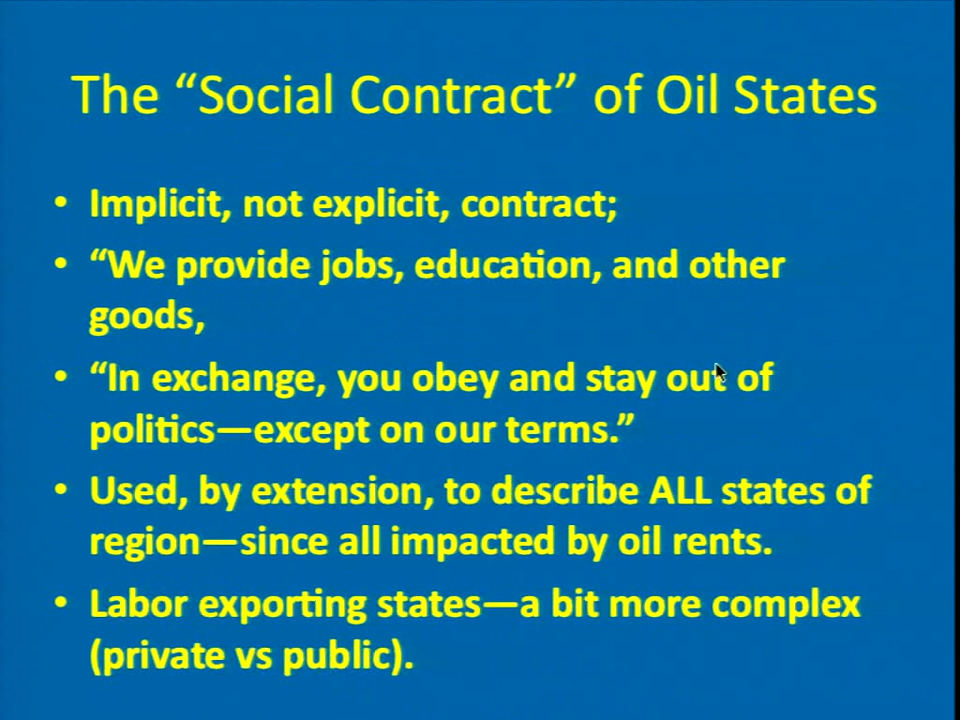 The “Social Contract” of Oil States
• Implicit, not explicit, contract;
• “We provide jobs, education, and other
goods,
• “In exchange, you obey and stay out of
politics—except on our terms.”
• Used, by extension, to describe ALL states of
region—since all impacted by oil rents.
• Labor exporting states—a bit more complex
(private vs public).